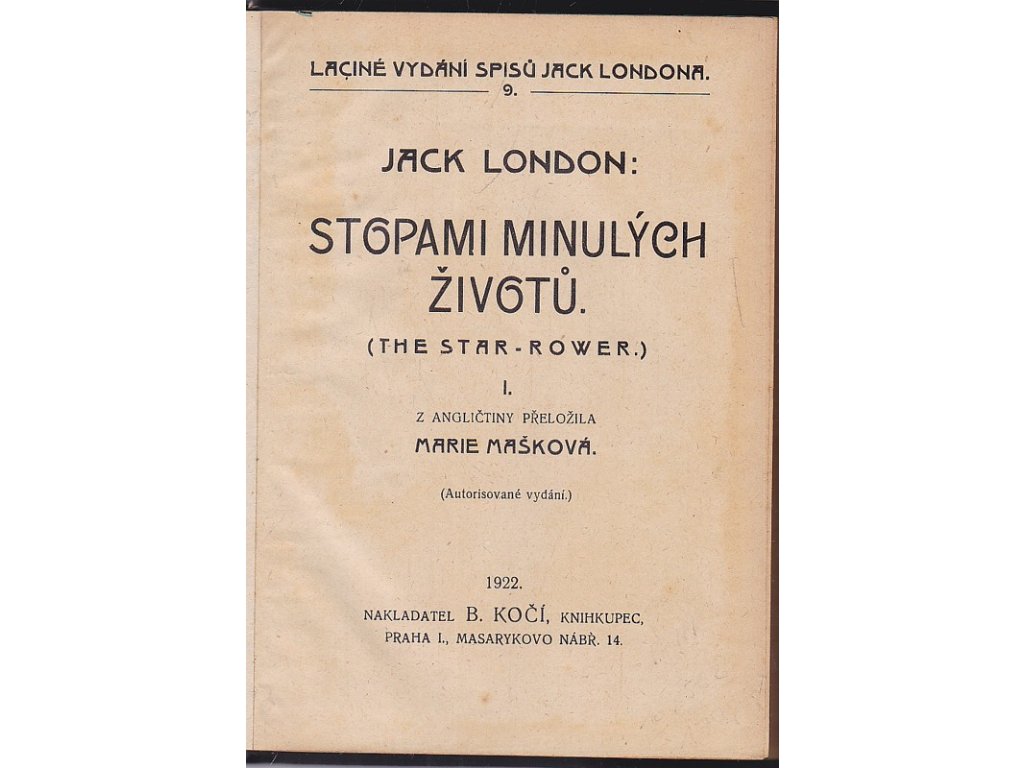 LAÇINÉ VYDÁNÍ SPISŮ JACK LONDONA.
9.
JACK LONDON:
STOPAMI MINULÝCH
ŽIVOTŮ.
(THE STAR-ROWER.)
I.
Z ANGLIČTINY PŘELOŽILA
MARIE MAŠKOVÁ.
(Autorisované vydání.)
1922.
NAKLADATEL B. KOČÍ, KNIHKUPEC,
PRAHA I., MASARYKOVO NÁBŘ. 14.